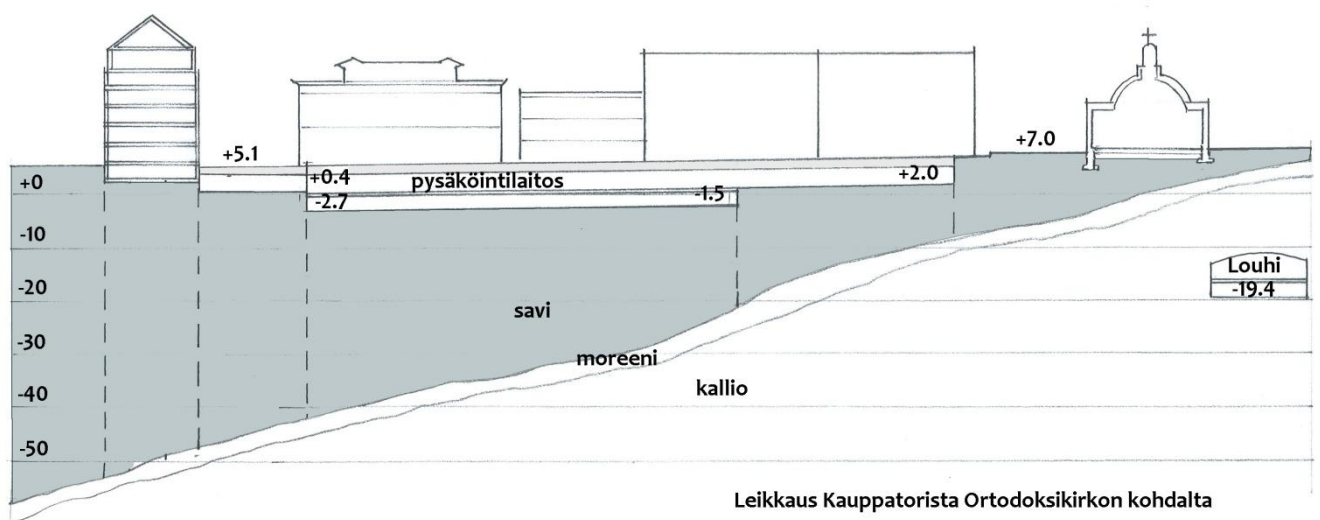 +5.1
+7.0
+0
+0.4
pysäköintilaitos
+2.0
-2.7
-1.5
-10
Louhi
-19.4
-20
savi
-30
moreeni
kallio
-40
-50
Leikkaus Kauppatorista Ortodoksikirkon kohdalta